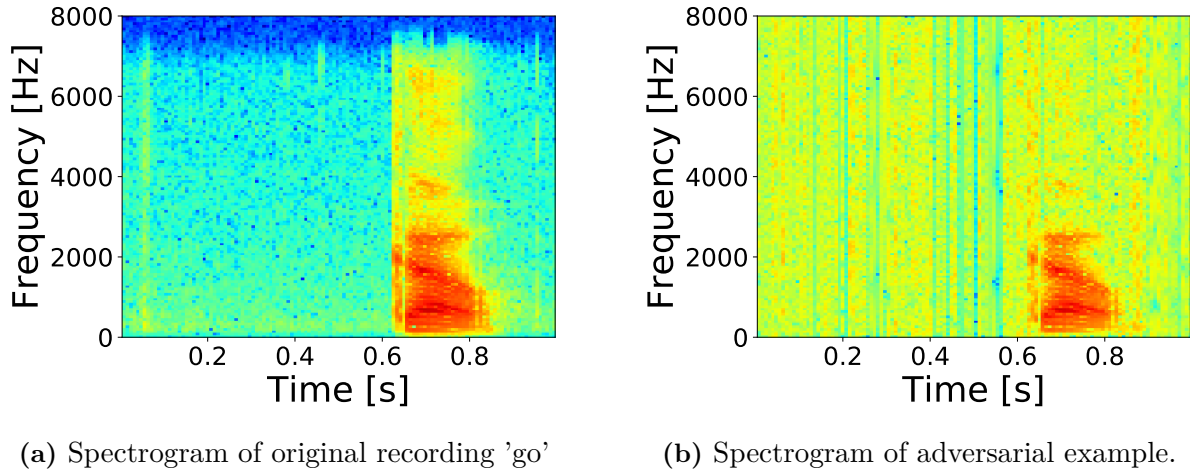 8000
6000
4000
2000
0
Frequency [Hz]
0.2 0.4 0.6 0.8
Time [s]
(a) Spectrogram of original recording 'go'
8000
6000
4000
2000
0
Frequency [Hz]
0.2 0.4 0.6 0.8
Time [s]
(b) Spectrogram of adversarial example.